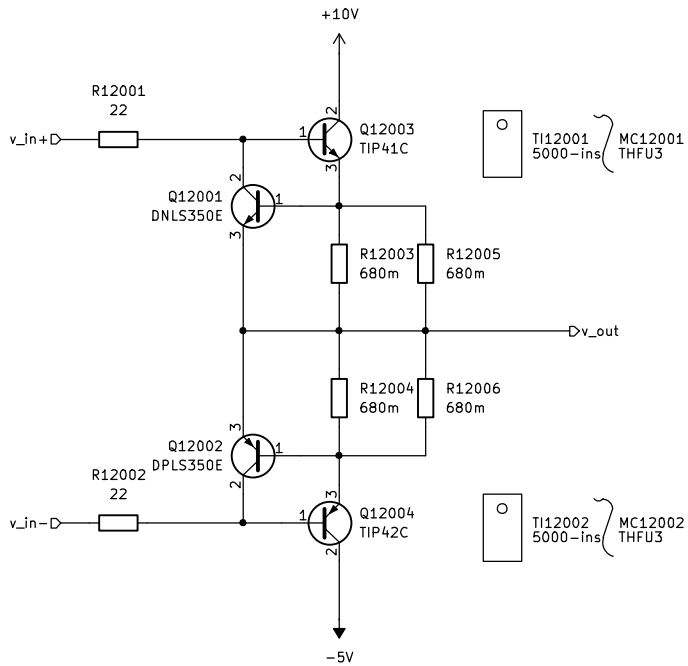 +10V
R12001
22
v_in+
1
2
3
Q12003
TIP41C
TI12001
5000-ins
MC12001
THFU3
Q12001
DNLS350E
2
1
3
R12003
680m
R12005
680m
v_out
R12004
680m
R12006
680m
Q12002
DPLS350E
3
1
2
R12002
22
v_in-
1
3
2
Q12004
TIP42C
TI12002
5000-ins
MC12002
THFU3
-5V